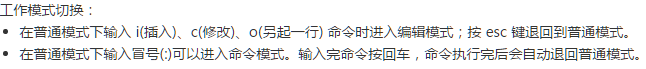 工作模式切换：
• 在普通模式下输入 i(插入)、c(修改)、o(另起一行) 命令时进入编辑模式；按 esc 键退回到普通模式。
• 在普通模式下输入冒号(:)可以进入命令模式。输入完命令按回车，命令执行完后会自动退回普通模式。